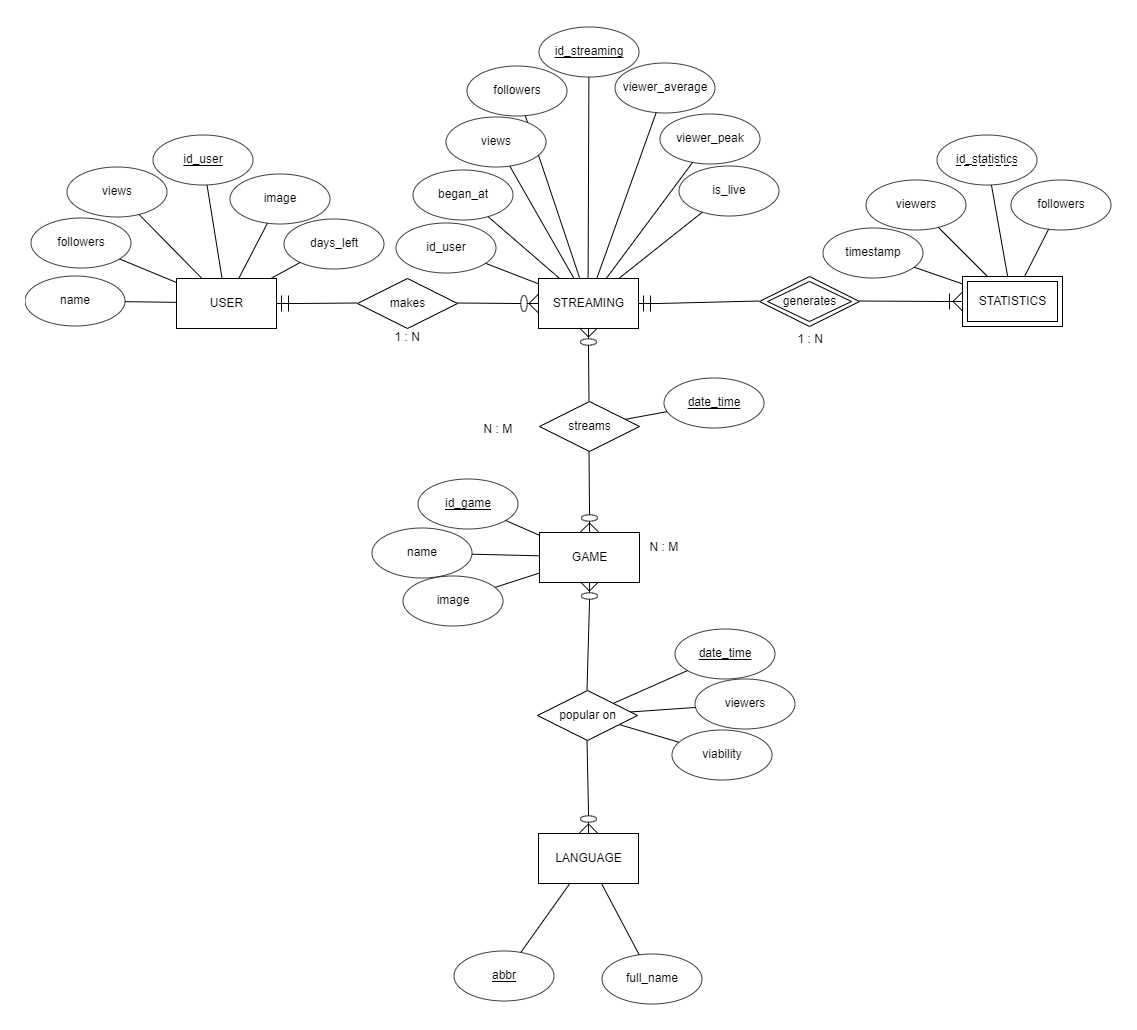 id_streaming
followers
viewer_average
views
viewer_peak
id_user
id_statistics
views
image
began_at
is_live
viewers
followers
followers
days_left
id_user
timestamp
name
USER
makes
STREAMING
generates
STATISTICS
1 : N
1 : N
date_time
N : M
streams
id_game
name
GAME
N : M
image
date_time
viewers
popular on
viability
LANGUAGE
abbr
full_name